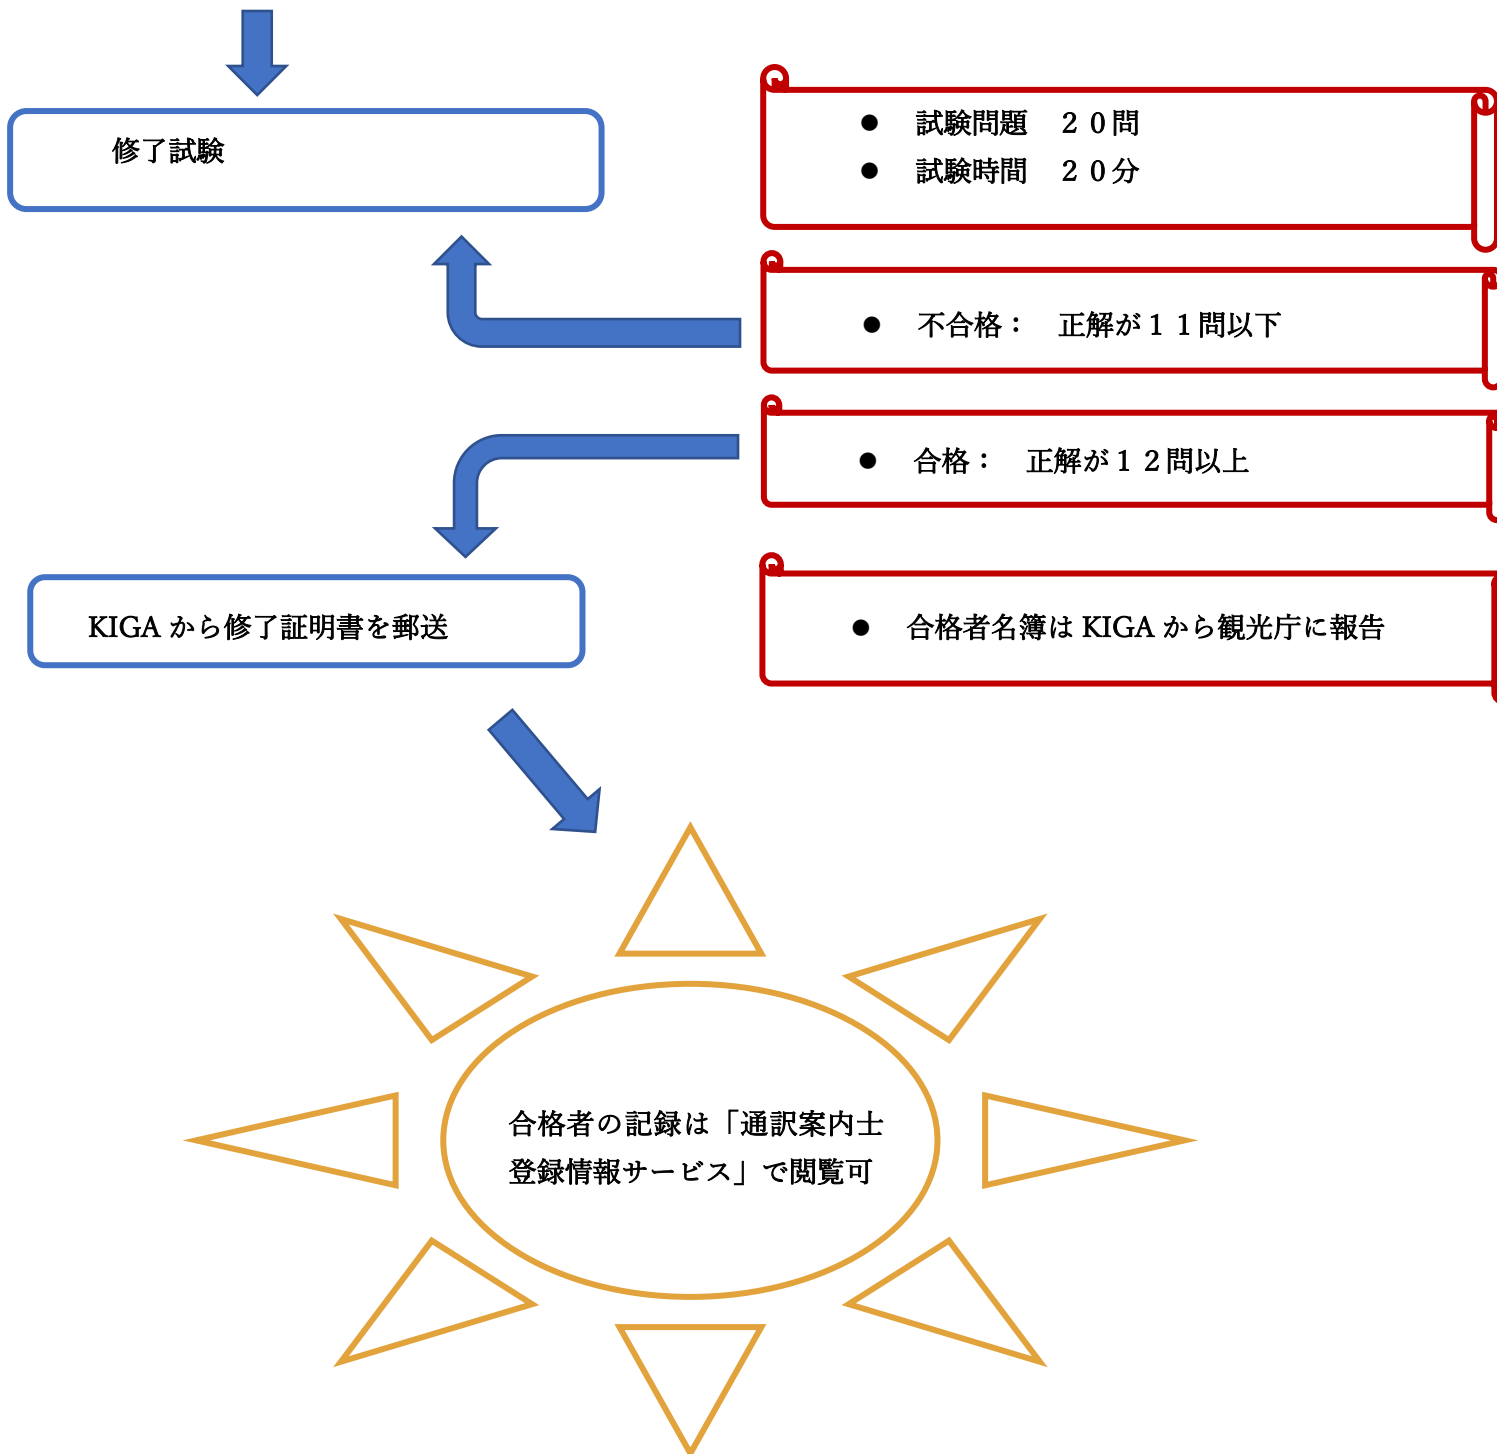 修了試験
● 試験問題　２０問
● 試験時間　２０分
● 不合格：　正解が１１問以下
● 合格：　正解が１２問以上
KIGA から修了証明書を郵送
● 合格者名簿は KIGA から観光庁に報告
合格者の記録は「通訳案内士
登録情報サービス」で閲覧可